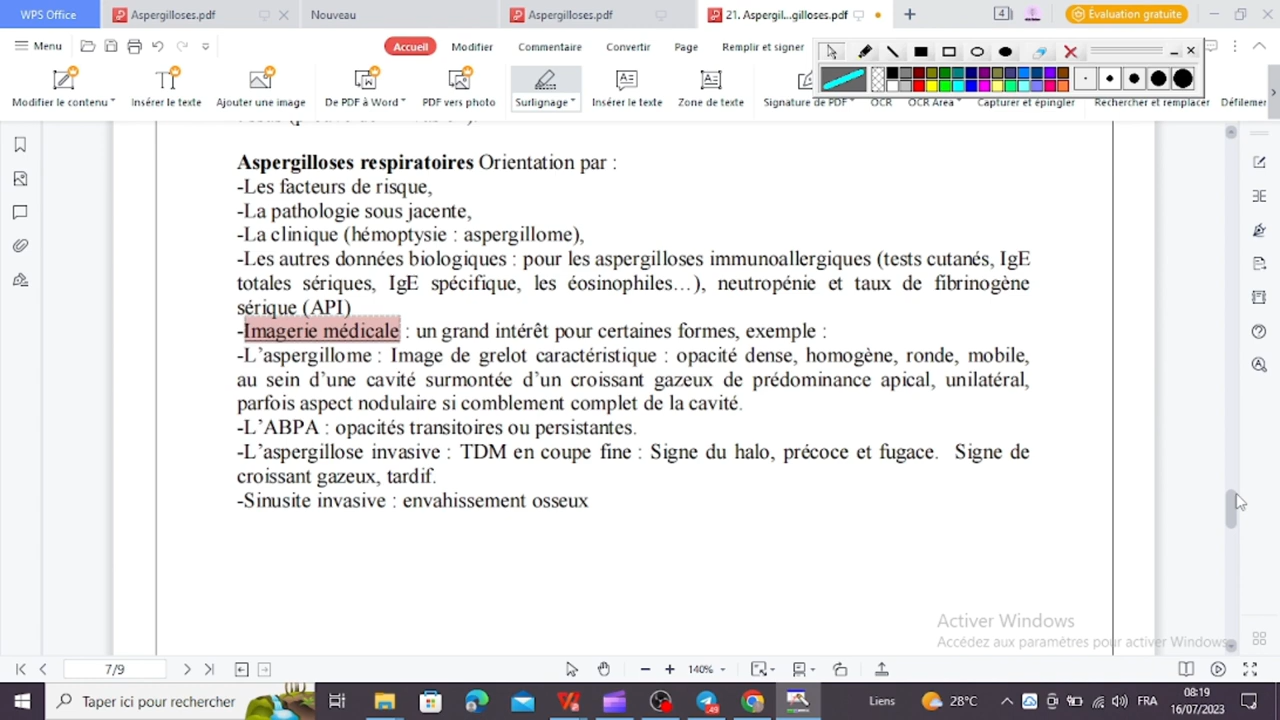 WPS Office
Aspergilloses.pdf
Nouveau
Aspergilloses.pdf
21. Aspergil...gilloses.pdf
4
Évaluation gratuite
Menu
Accueil
Modifier
Commentaire
Convertir
Page
Remplir et signer
Modifier le contenu
Insérer le texte
Ajouter une image
De PDF à Word
PDF vers photo
Surlignage
Insérer le texte
Zone de texte
Signature de PDF
OCR
OCR Area
Capturer et épingler
Rechercher et remplacer
Défilemer
Aspergilloses respiratoires Orientation par :
-Les facteurs de risque,
-La pathologie sous jacente,
-La clinique (hémoptysie : aspergillome),
-Les autres données biologiques : pour les aspergilloses immunoallergiques (tests cutanés, IgE
totales sériques, IgE spécifique, les éosinophiles…), neutropénie et taux de fibrinogène
sérique (API)
-Imagerie médicale : un grand intérêt pour certaines formes, exemple :
-L'aspergillome : Image de grelot caractéristique : opacité dense, homogène, ronde, mobile,
au sein d'une cavité surmontée d'un croissant gazeux de prédominance apical, unilatéral,
parfois aspect nodulaire si comblement complet de la cavité.
-L'ABPA : opacités transitoires ou persistantes.
-L'aspergillose invasive : TDM en coupe fine : Signe du halo, précoce et fugace. Signe de
croissant gazeux, tardif.
-Sinusite invasive : envahissement osseux
Activer Windows
Accédez aux paramètres pour activer Windows.
7/9
140%
Taper ici pour rechercher
49
Liens
28°C
FRA
08:19
16/07/2023